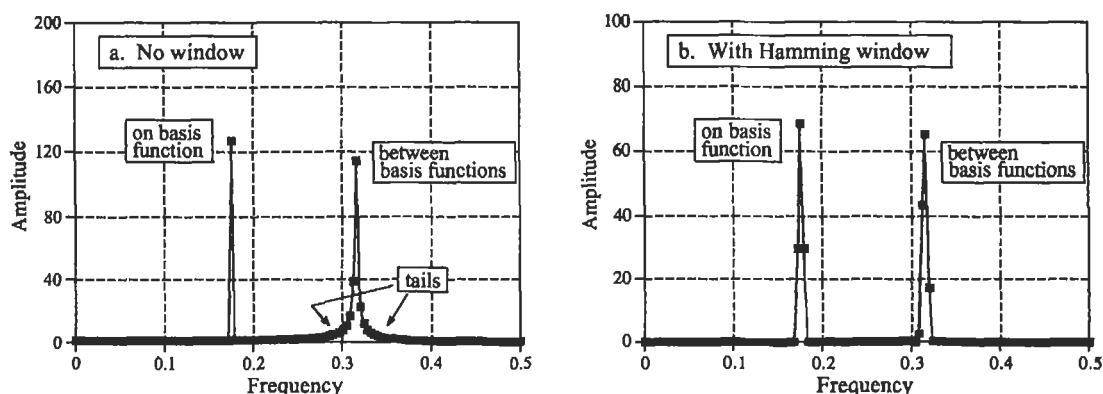 a. No window
200
160
120
80
40
0
Amplitude
on basis
function
between
basis functions
tails
0
0.1
0.2
0.3
0.4
0.5
Frequency
b. With Hamming window
100
80
60
40
20
0
Amplitude
on basis
function
between
basis functions
0
0.1
0.2
0.3
0.4
0.5
Frequency